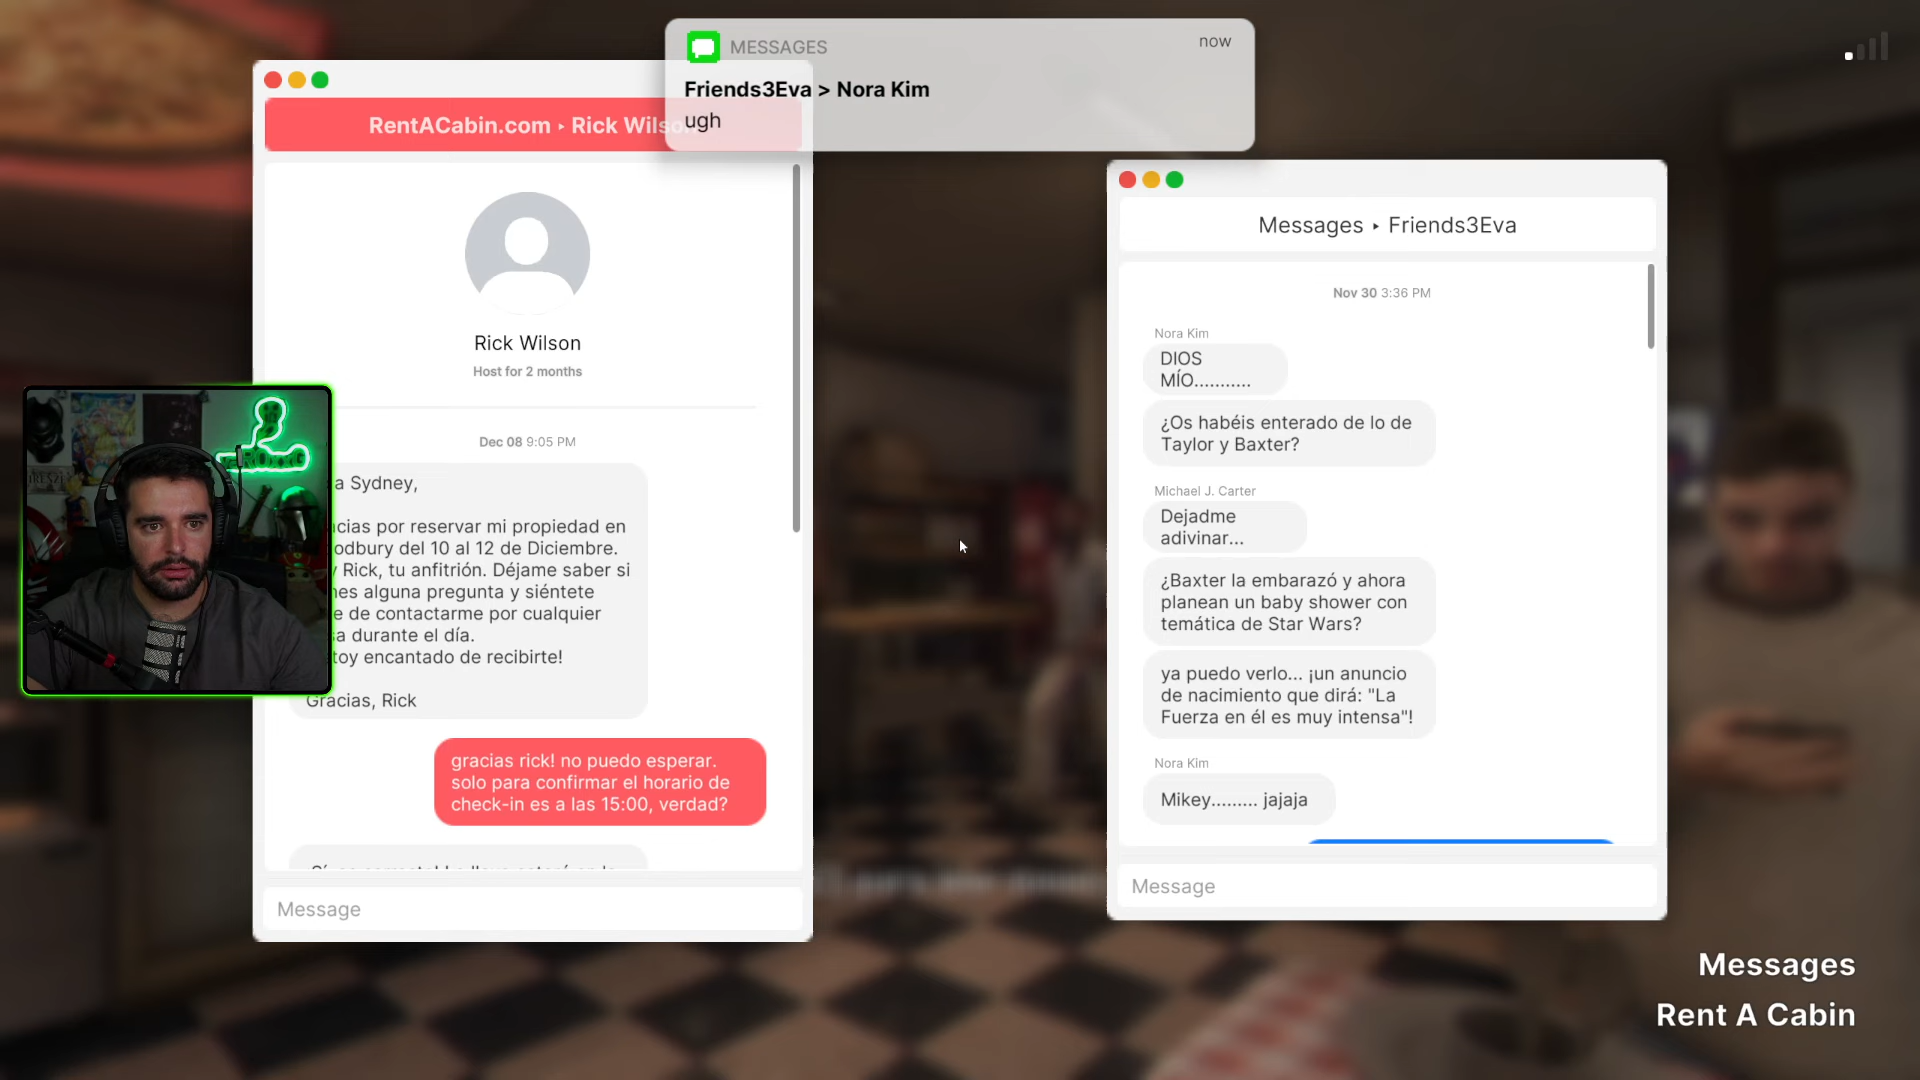 MESSAGES
now
Friends3Eva > Nora Kim
ugh
RentACabin.com ▸ Rick Wilson
Rick Wilson
Host for 2 months
Dec 08 9:05 PM
a Sydney,
cias por reservar mi propiedad en
odbury del 10 al 12 de Diciembre.
Rick, tu anfitrión. Déjame saber si
nes alguna pregunta y siéntete
e de contactarme por cualquier
a durante el día.
toy encantado de recibirte!
Gracias, Rick
gracias rick! no puedo esperar.
solo para confirmar el horario de
check-in es a las 15:00, verdad?
Message
Messages ▸ Friends3Eva
Nov 30 3:36 PM
Nora Kim
DIOS
MÍO...........
¿Os habéis enterado de lo de
Taylor y Baxter?
Michael J. Carter
Dejadme
adivinar...
¿Baxter la embarazó y ahora
planean un baby shower con
temática de Star Wars?
ya puedo verlo... ¡un anuncio
de nacimiento que dirá: "La
Fuerza en él es muy intensa"!
Nora Kim
Mikey......... jajaja
Message
Messages
Rent A Cabin